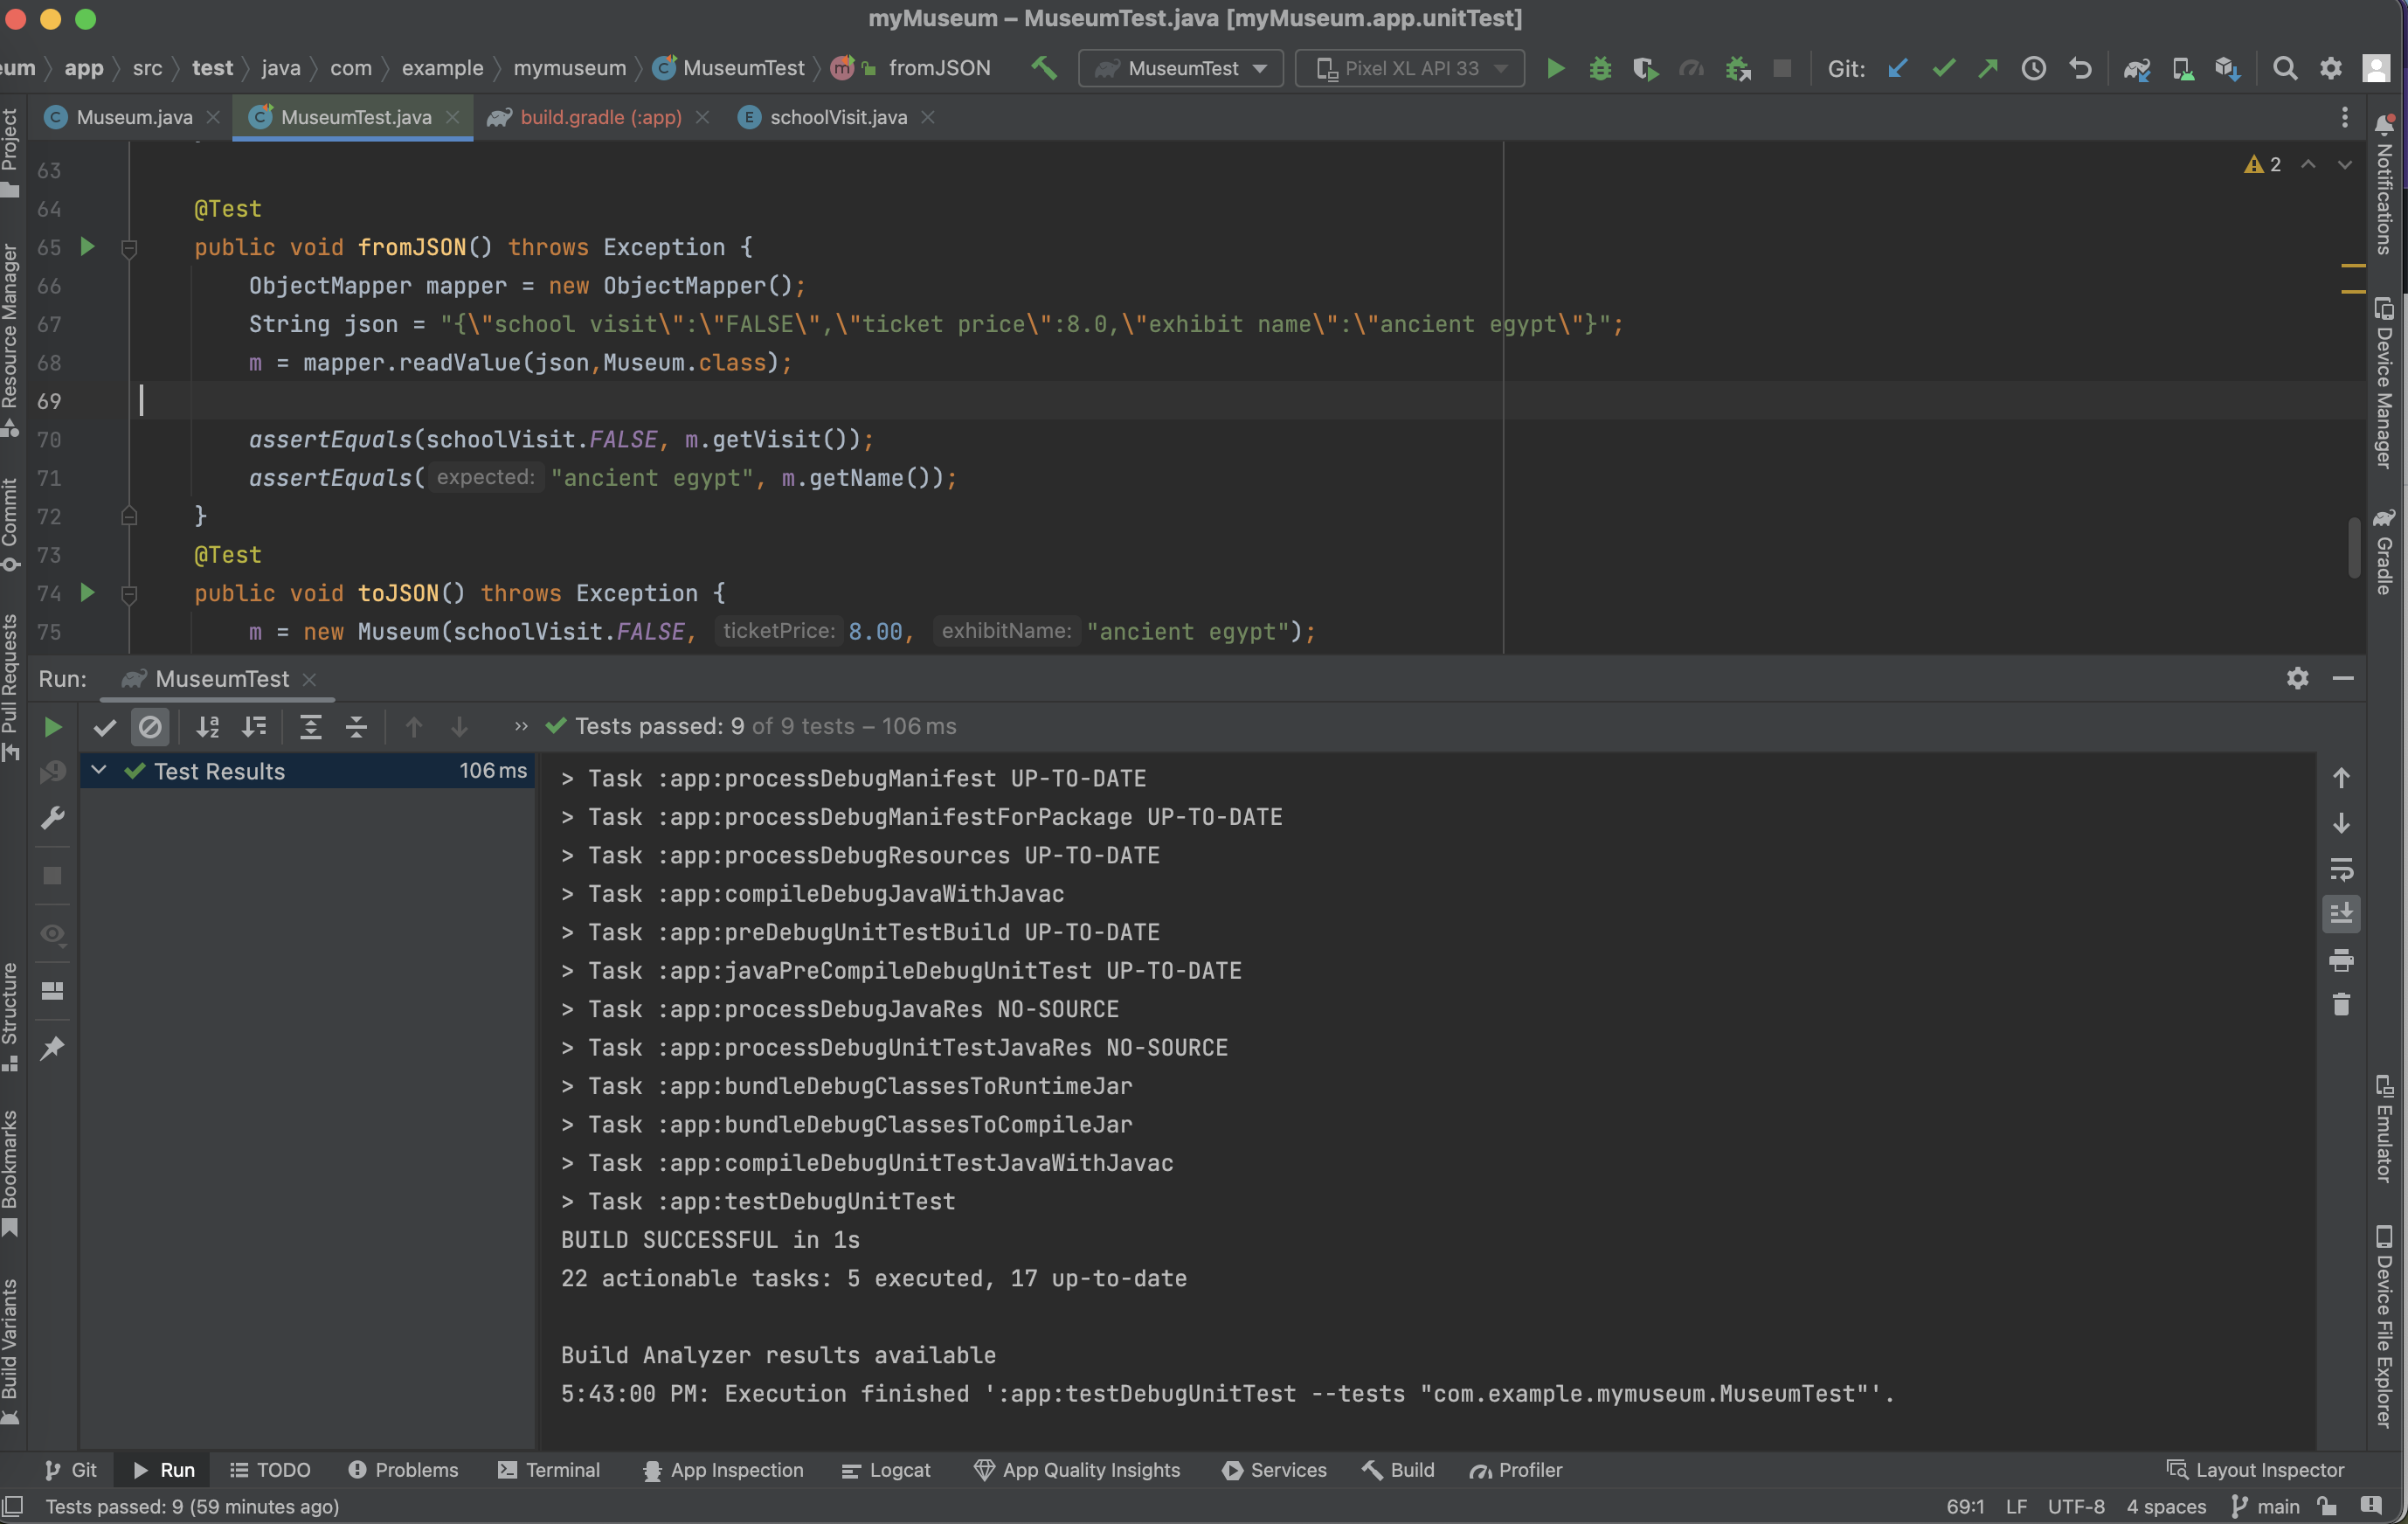 myMuseum – MuseumTest.java [myMuseum.app.unitTest]
eum app src test java com example mymuseum MuseumTest fromJSON MuseumTest Pixel XL API 33 Git:
Museum.java MuseumTest.java build.gradle (:app) schoolVisit.java
2
63
64 @Test
65 public void fromJSON() throws Exception {
66 ObjectMapper mapper = new ObjectMapper();
67 String json = "{\"school visit\":\"FALSE\",\"ticket price\":8.0,\"exhibit name\":\"ancient egypt\"}";
68 m = mapper.readValue(json,Museum.class);
69
70 assertEquals(schoolVisit.FALSE, m.getVisit());
71 assertEquals( expected: "ancient egypt", m.getName());
72 }
73 @Test
74 public void toJSON() throws Exception {
75 m = new Museum(schoolVisit.FALSE, ticketPrice: 8.00, exhibitName: "ancient egypt");
Run: MuseumTest
» Tests passed: 9 of 9 tests – 106 ms
Test Results 106 ms
> Task :app:processDebugManifest UP-TO-DATE
> Task :app:processDebugManifestForPackage UP-TO-DATE
> Task :app:processDebugResources UP-TO-DATE
> Task :app:compileDebugJavaWithJavac
> Task :app:preDebugUnitTestBuild UP-TO-DATE
> Task :app:javaPreCompileDebugUnitTest UP-TO-DATE
> Task :app:processDebugJavaRes NO-SOURCE
> Task :app:processDebugUnitTestJavaRes NO-SOURCE
> Task :app:bundleDebugClassesToRuntimeJar
> Task :app:bundleDebugClassesToCompileJar
> Task :app:compileDebugUnitTestJavaWithJavac
> Task :app:testDebugUnitTest
BUILD SUCCESSFUL in 1s
22 actionable tasks: 5 executed, 17 up-to-date
Build Analyzer results available
5:43:00 PM: Execution finished ':app:testDebugUnitTest --tests "com.example.mymuseum.MuseumTest"'.
Project
Resource Manager
Commit
Pull Requests
Structure
Bookmarks
Build Variants
Notifications
Device Manager
Gradle
Emulator
Device File Explorer
Git Run TODO Problems Terminal App Inspection Logcat App Quality Insights Services Build Profiler Layout Inspector
Tests passed: 9 (59 minutes ago) 69:1 LF UTF-8 4 spaces main